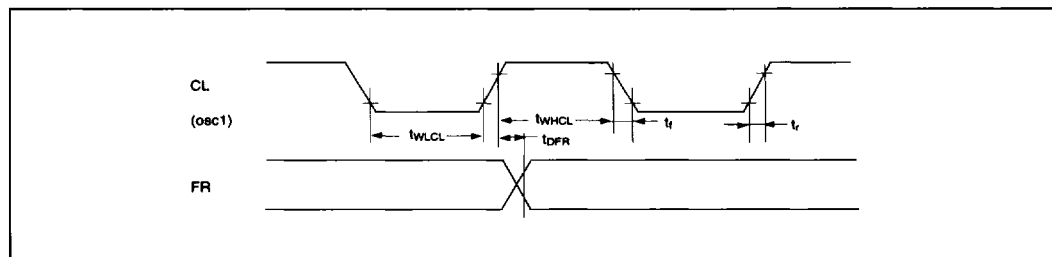 CL
(osc1)
tWLCL
tWHCL
tf
tr
tDFR
FR